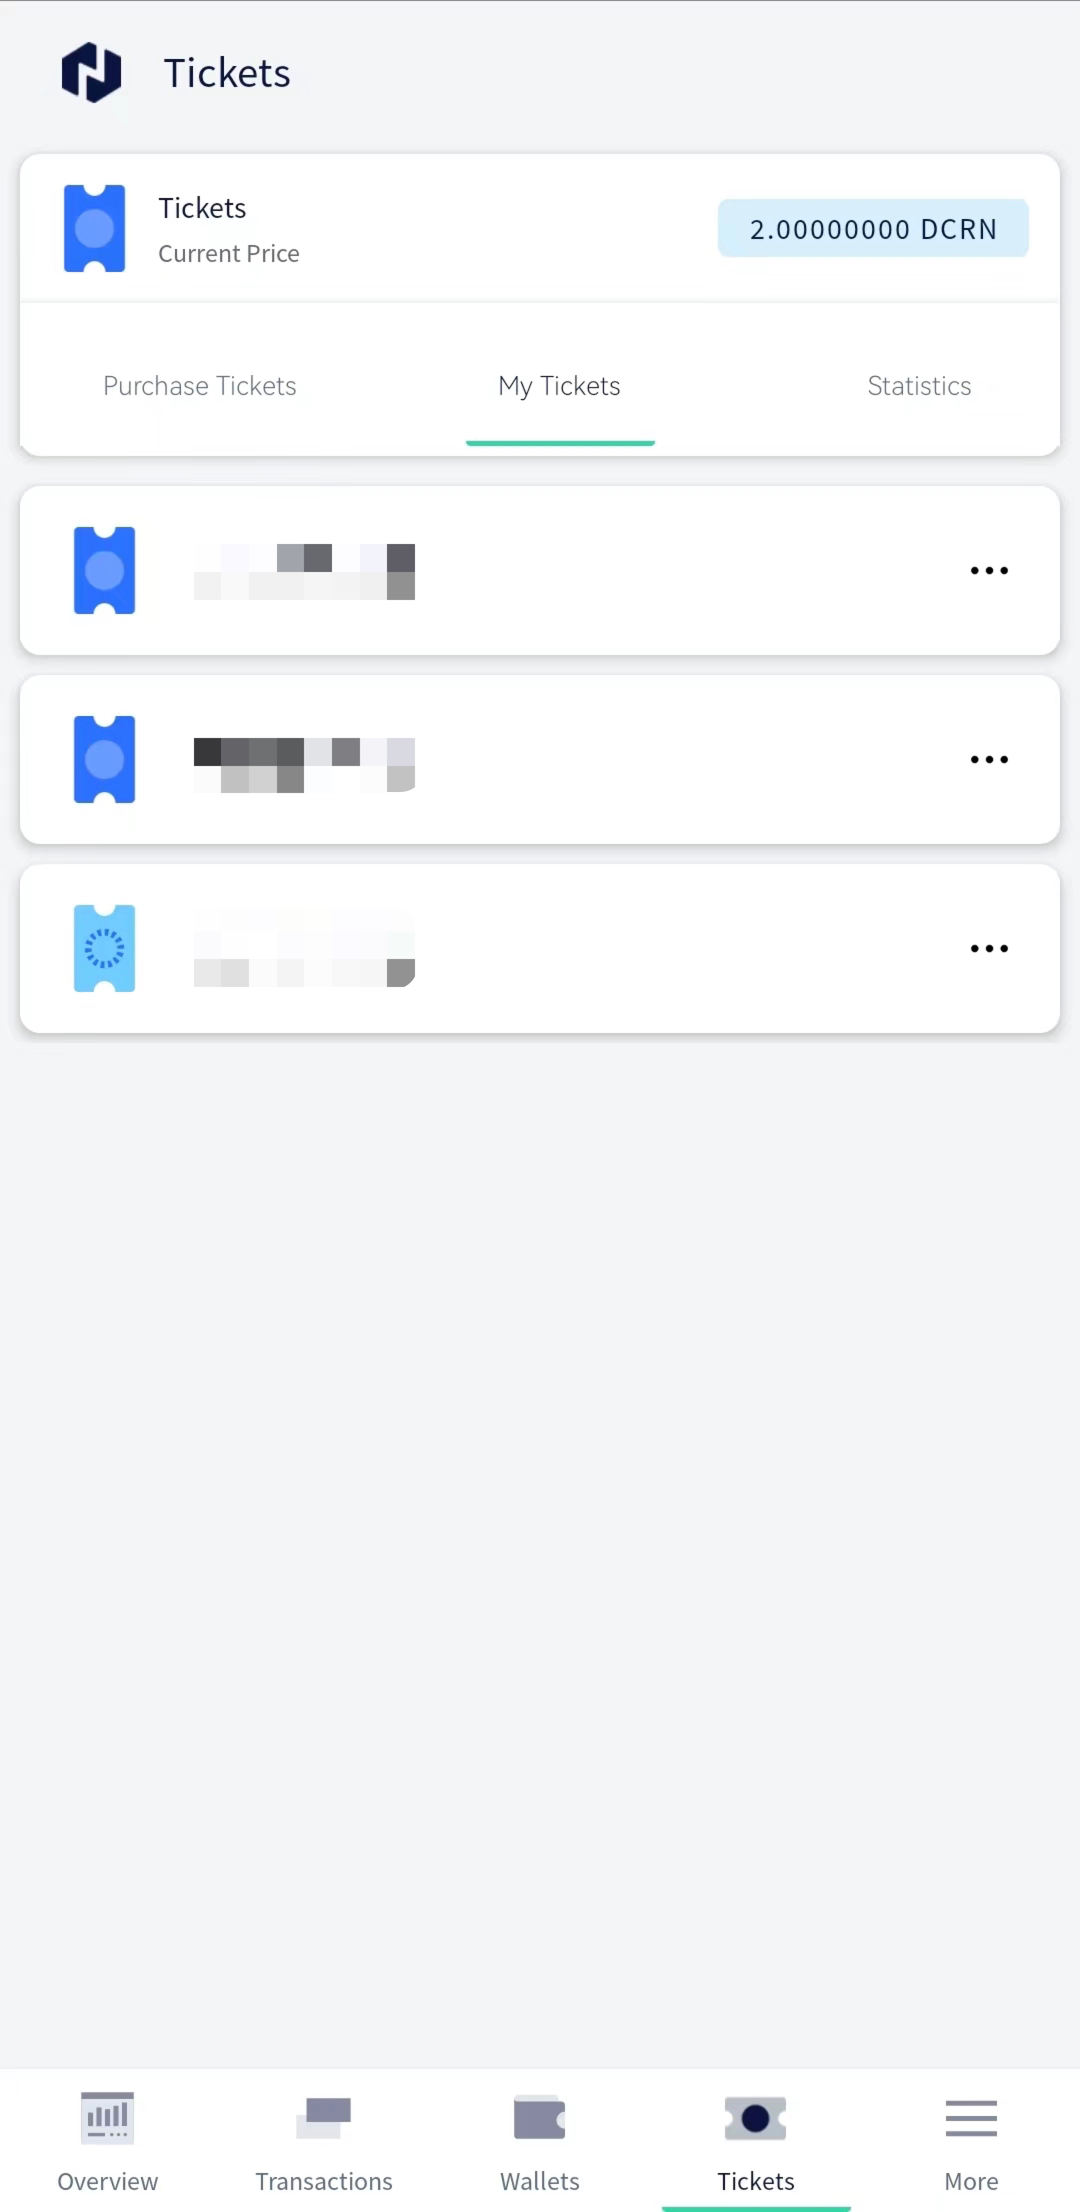 Tickets
Tickets
Current Price
2.00000000 DCRN
Purchase Tickets
My Tickets
Statistics
Overview
Transactions
Wallets
Tickets
More